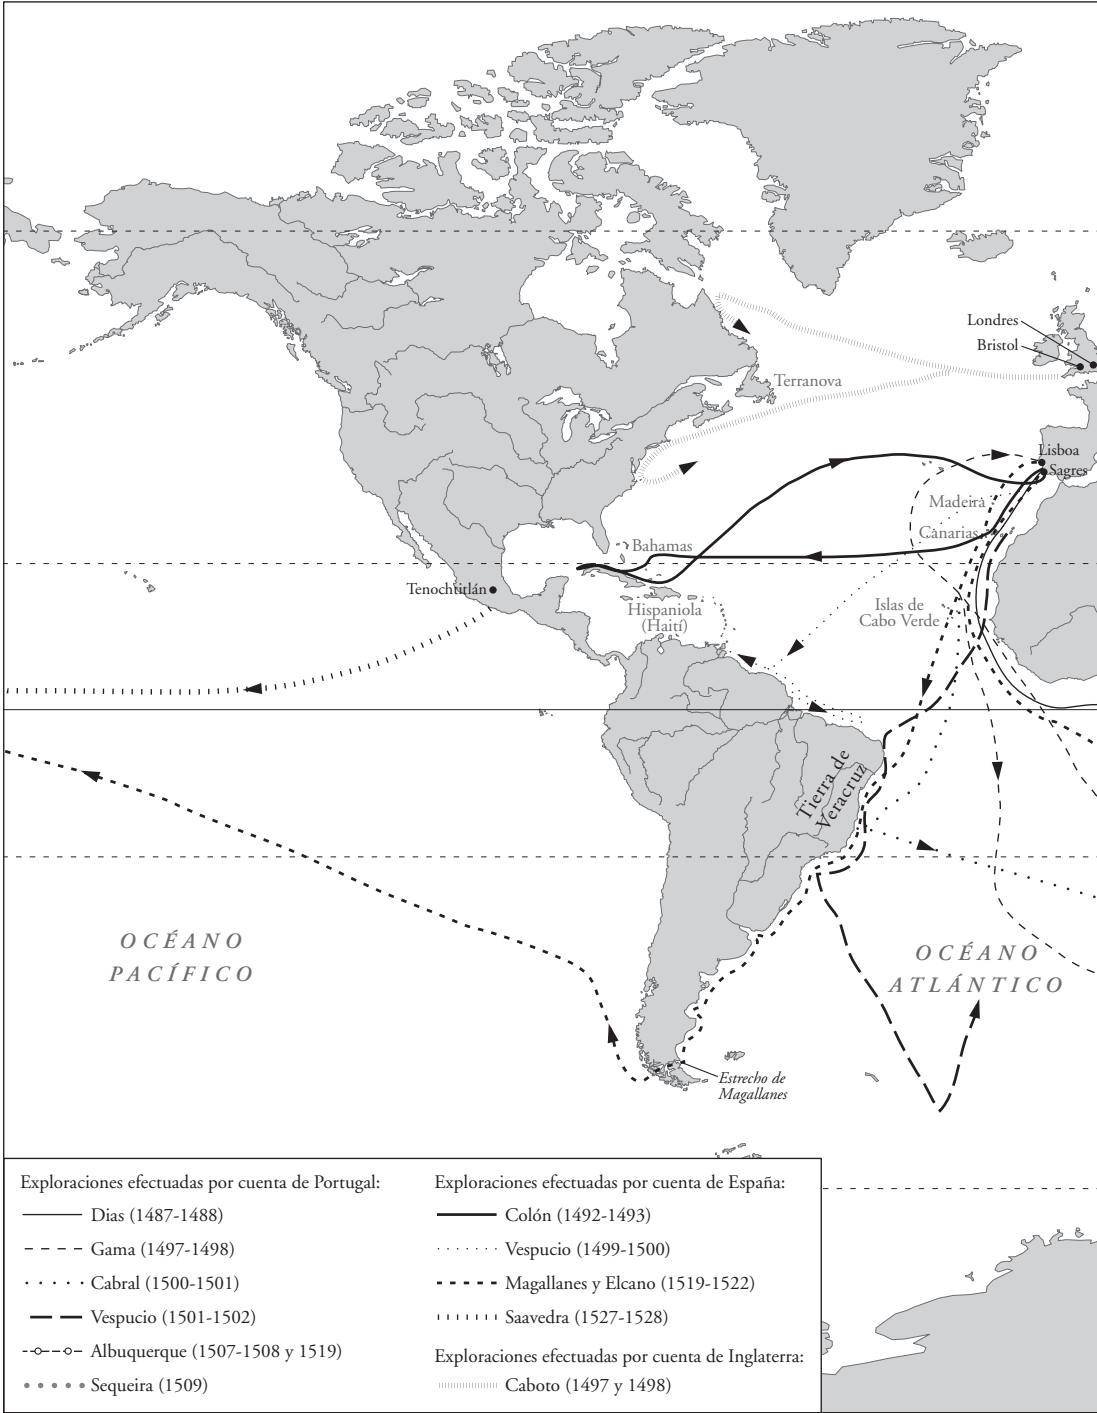 Londres
Bristol
Terranova
Lisboa
Sagres
Madeira
Canarias
Bahamas
Tenochtitlán
Hispaniola
(Haití)
Islas de
Cabo Verde
Tierra de
Veracruz
OCÉANO
PACÍFICO
OCÉANO
ATLÁNTICO
Estrecho de
Magallanes
Exploraciones efectuadas por cuenta de Portugal:
Dias (1487-1488)
Gama (1497-1498)
Cabral (1500-1501)
Vespucio (1501-1502)
Albuquerque (1507-1508 y 1519)
Sequeira (1509)
Exploraciones efectuadas por cuenta de España:
Colón (1492-1493)
Vespucio (1499-1500)
Magallanes y Elcano (1519-1522)
Saavedra (1527-1528)
Exploraciones efectuadas por cuenta de Inglaterra:
Caboto (1497 y 1498)